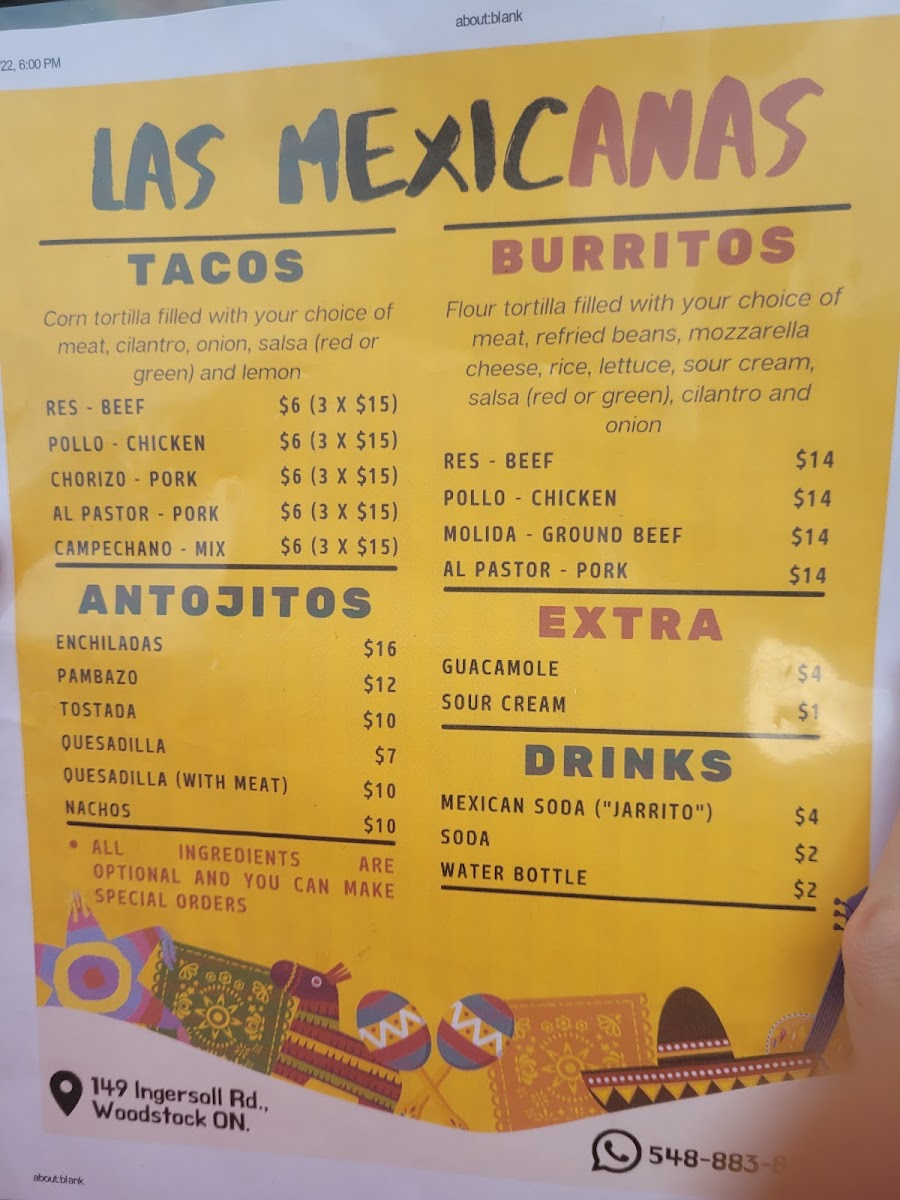 about:blank
22, 6:00 PM
LAS MEXICANAS
TACOS
Corn tortilla filled with your choice of
meat, cilantro, onion, salsa (red or
green) and lemon
RES - BEEF $6 (3 X $15)
POLLO - CHICKEN $6 (3 X $15)
CHORIZO - PORK $6 (3 X $15)
AL PASTOR - PORK $6 (3 X $15)
CAMPECHANO - MIX $6 (3 X $15)
ANTOJITOS
ENCHILADAS $16
PAMBAZO $12
TOSTADA $10
QUESADILLA $7
QUESADILLA (WITH MEAT) $10
NACHOS $10
• ALL INGREDIENTS ARE
OPTIONAL AND YOU CAN MAKE
SPECIAL ORDERS
BURRITOS
Flour tortilla filled with your choice of
meat, refried beans, mozzarella
cheese, rice, lettuce, sour cream,
salsa (red or green), cilantro and
onion
RES - BEEF $14
POLLO - CHICKEN $14
MOLIDA - GROUND BEEF $14
AL PASTOR - PORK $14
EXTRA
GUACAMOLE $4
SOUR CREAM $1
DRINKS
MEXICAN SODA ("JARRITO") $4
SODA $2
WATER BOTTLE $2
149 Ingersoll Rd.,
Woodstock ON.
548-883-
about:blank